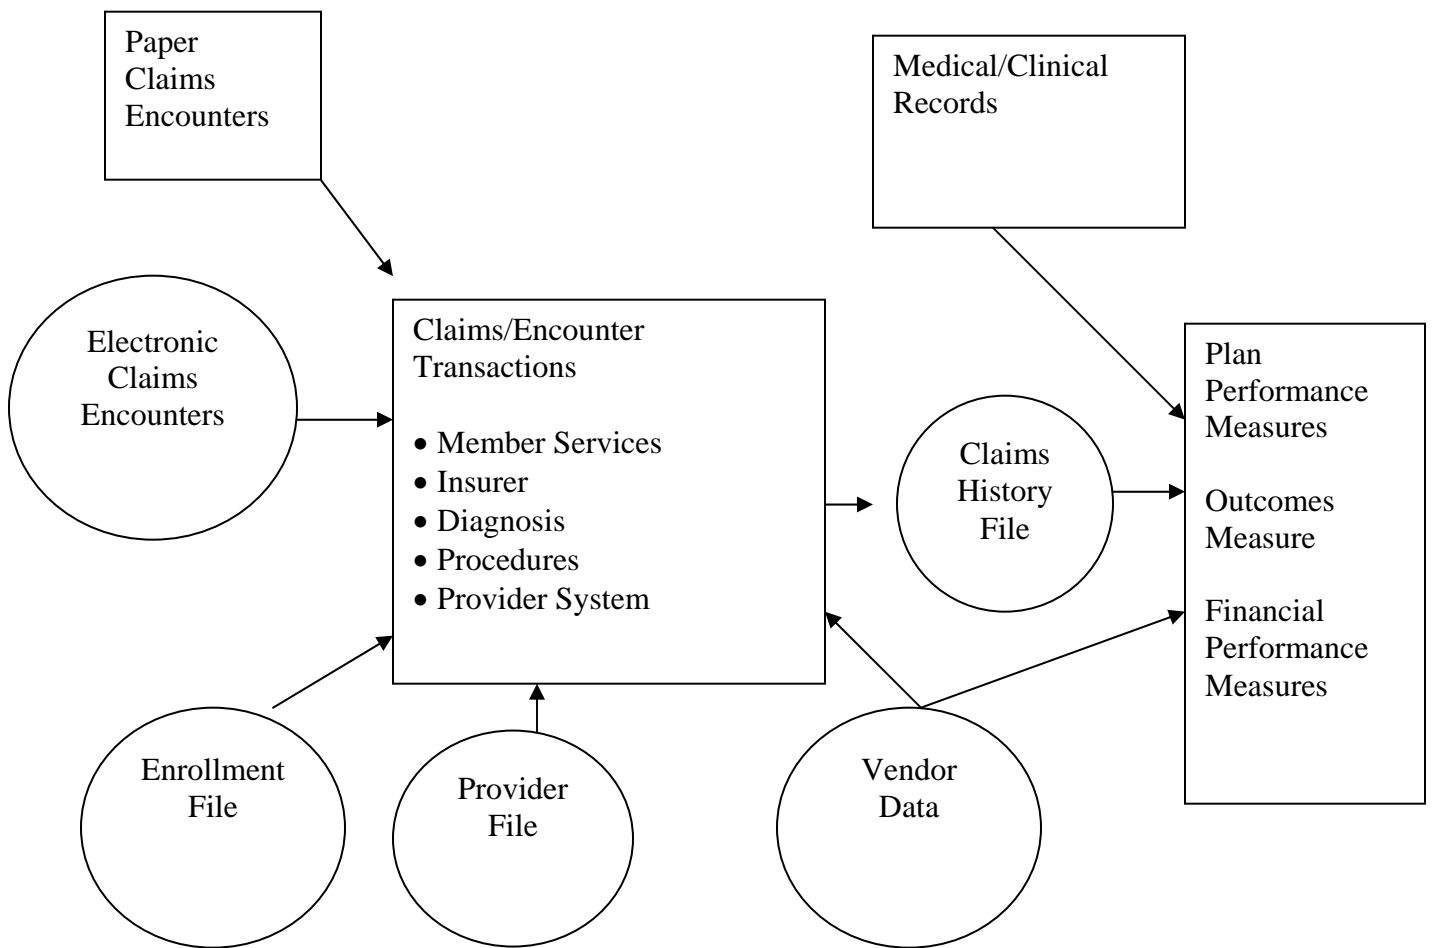 Paper
Claims
Encounters
Medical/Clinical
Records
Electronic
Claims
Encounters
Claims/Encounter
Transactions
• Member Services
• Insurer
• Diagnosis
• Procedures
• Provider System
Claims
History
File
Plan
Performance
Measures
Outcomes
Measure
Financial
Performance
Measures
Enrollment
File
Provider
File
Vendor
Data